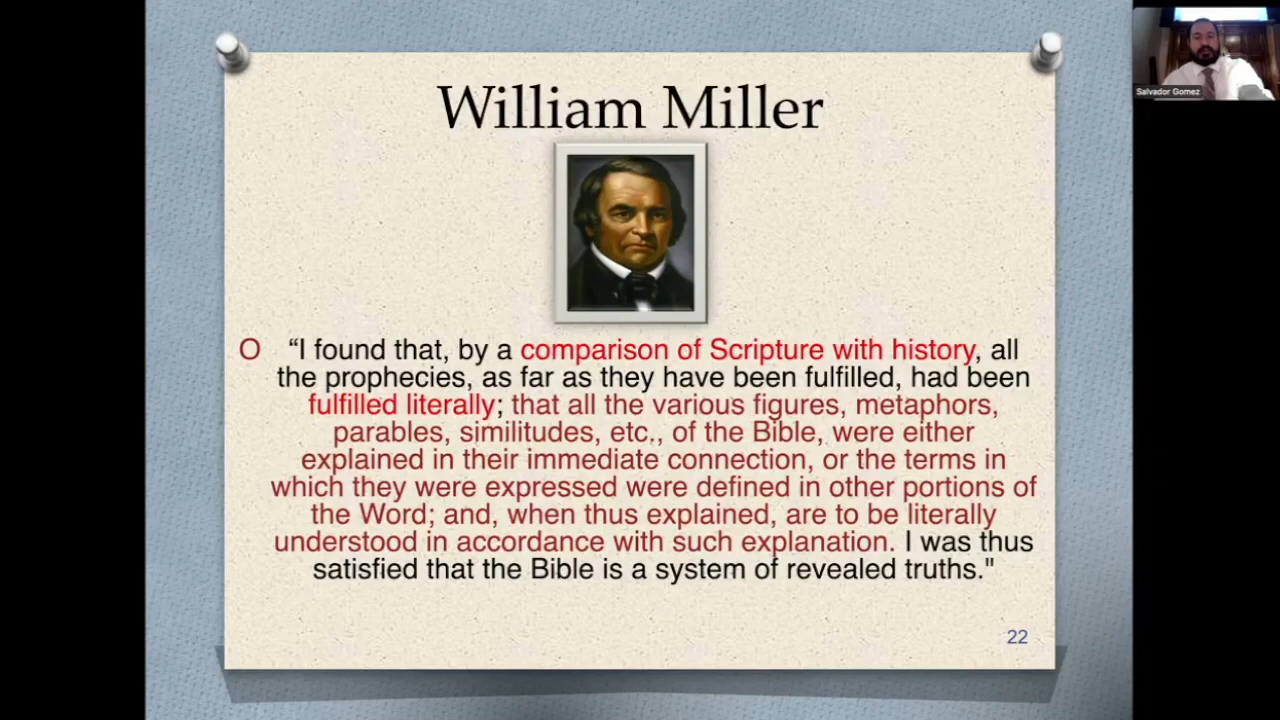 William Miller
Salvador Gomez
O “I found that, by a comparison of Scripture with history, all
the prophecies, as far as they have been fulfilled, had been
fulfilled literally; that all the various figures, metaphors,
parables, similitudes, etc., of the Bible, were either
explained in their immediate connection, or the terms in
which they were expressed were defined in other portions of
the Word; and, when thus explained, are to be literally
understood in accordance with such explanation. I was thus
satisfied that the Bible is a system of revealed truths."
22